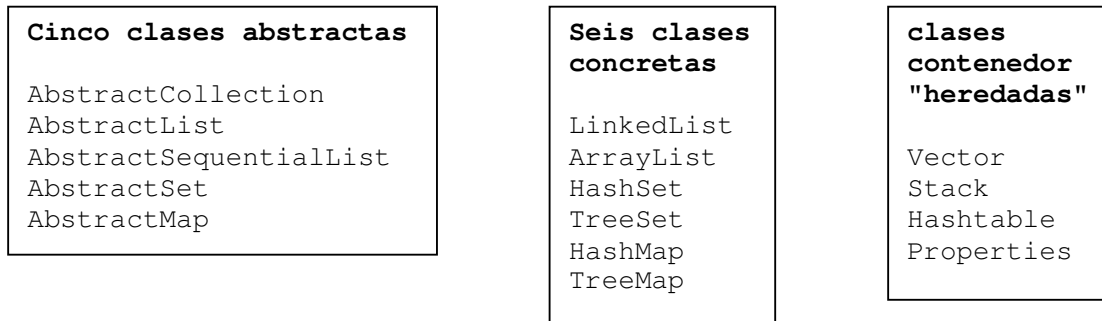 Cinco clases abstractas
AbstractCollection
AbstractList
AbstractSequentialList
AbstractSet
AbstractMap
Seis clases
concretas
LinkedList
ArrayList
HashSet
TreeSet
HashMap
TreeMap
clases
contenedor
"heredadas"
Vector
Stack
Hashtable
Properties